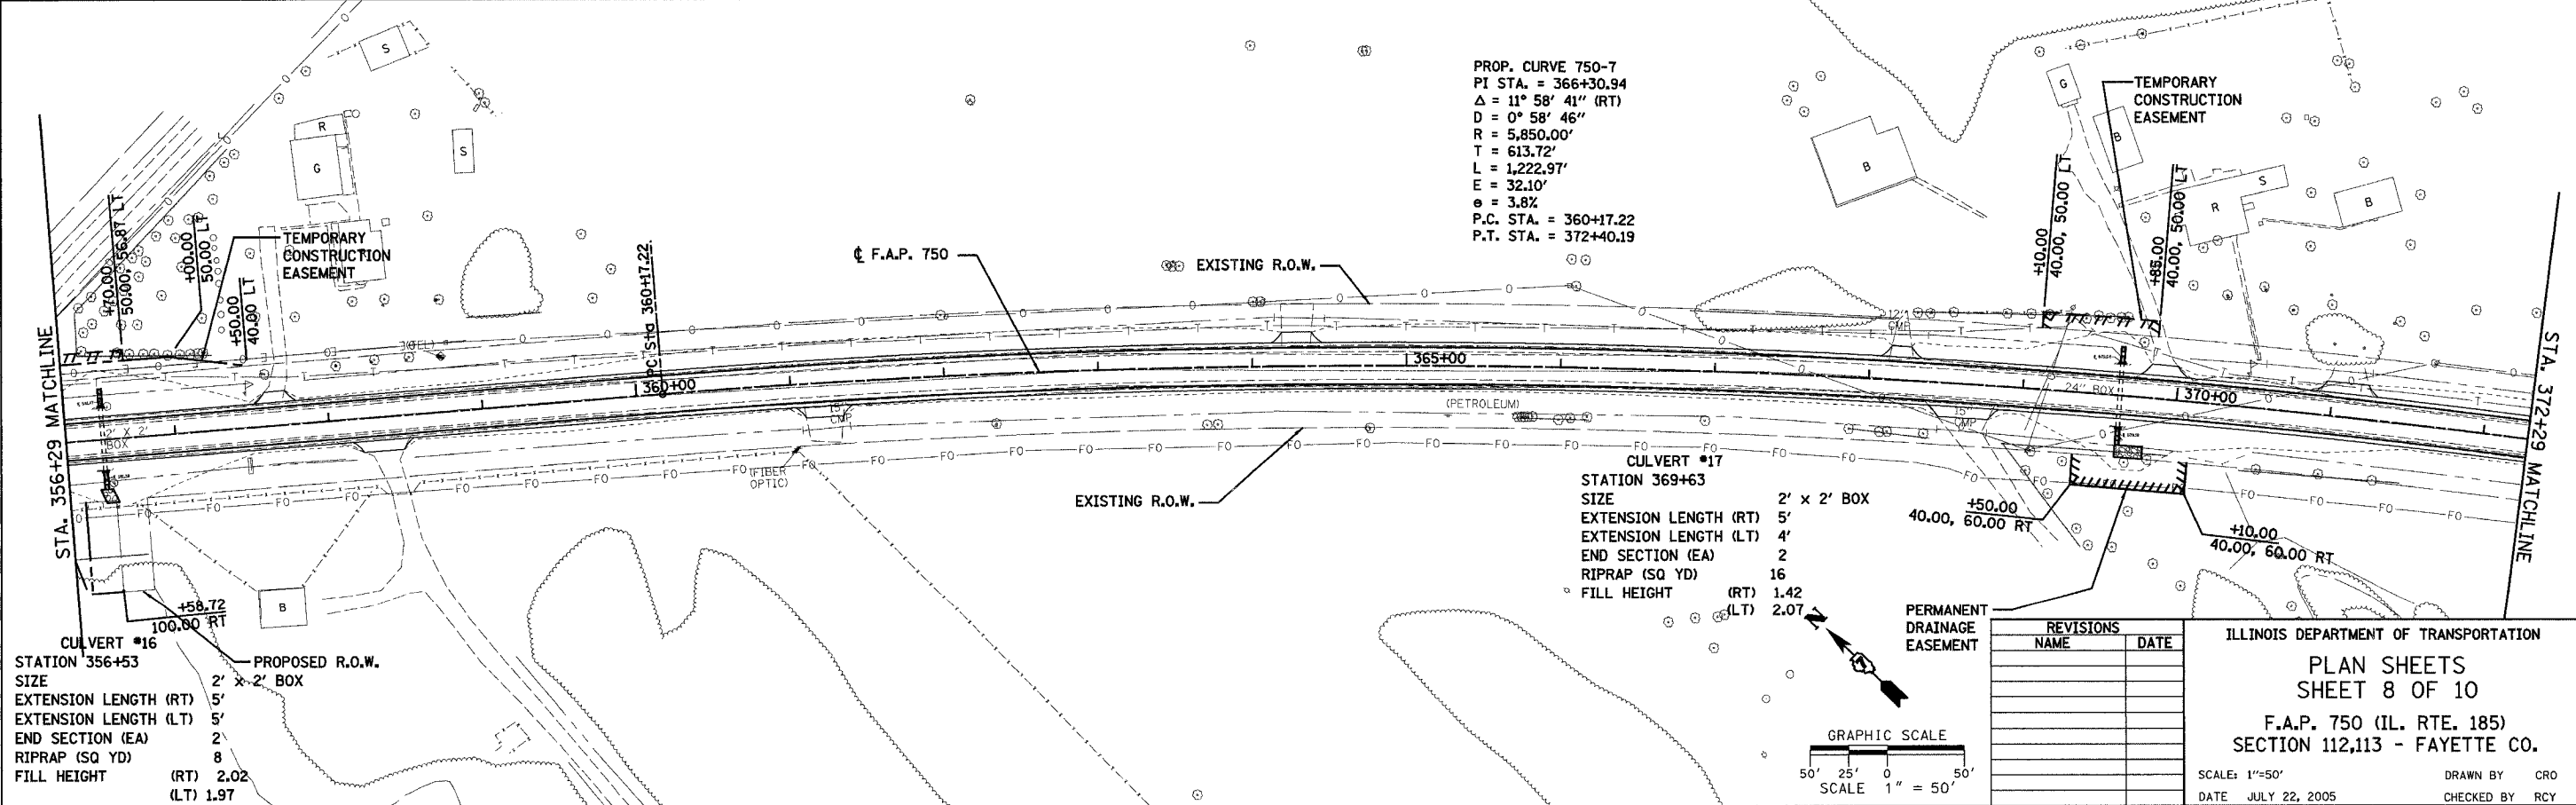 PROP. CURVE 750-7
PI STA. = 366+30.94
Δ = 11° 58' 41" (RT)
D = 0° 58' 46"
R = 5,850.00'
T = 613.72'
L = 1,222.97'
E = 32.10'
e = 3.8%
P.C. STA. = 360+17.22
P.T. STA. = 372+40.19
TEMPORARY
CONSTRUCTION
EASEMENT
S
R
G
S
G
B
B
S
R
B
+70.00
50.00, 56.87 LT
+00.00
50.00 LT
+50.00
40.00 LT
TEMPORARY
CONSTRUCTION
EASEMENT
PC Sta 360+17.22
℄ F.A.P. 750
EXISTING R.O.W.
+10.00
40.00, 50.00 LT
+85.00
40.00, 50.00 LT
STA. 356+29 MATCHLINE
STA. 372+29 MATCHLINE
(TEL)
12"
CMP
360+00
365+00
370+00
24" BOX
2' X 2'
BOX
15"
CMP
(PETROLEUM)
15"
CMP
(FIBER
OPTIC)
EXISTING R.O.W.
CULVERT #17
STATION 369+63
SIZE 2' x 2' BOX
EXTENSION LENGTH (RT) 5'
EXTENSION LENGTH (LT) 4'
END SECTION (EA) 2
RIPRAP (SQ YD) 16
FILL HEIGHT (RT) 1.42
(LT) 2.07
+50.00
40.00, 60.00 RT
+10.00
40.00, 60.00 RT
PERMANENT
DRAINAGE
EASEMENT
B
+58.72
100.00 RT
PROPOSED R.O.W.
CULVERT #16
STATION 356+53
SIZE 2' x 2' BOX
EXTENSION LENGTH (RT) 5'
EXTENSION LENGTH (LT) 5'
END SECTION (EA) 2
RIPRAP (SQ YD) 8
FILL HEIGHT (RT) 2.02
(LT) 1.97
N
GRAPHIC SCALE
50' 25' 0 50'
SCALE 1" = 50'
REVISIONS
NAME DATE
ILLINOIS DEPARTMENT OF TRANSPORTATION
PLAN SHEETS
SHEET 8 OF 10
F.A.P. 750 (IL. RTE. 185)
SECTION 112,113 - FAYETTE CO.
SCALE: 1"=50' DRAWN BY CRO
DATE JULY 22, 2005 CHECKED BY RCY